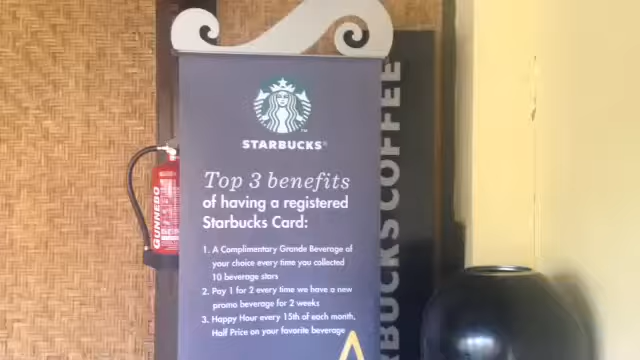 STARBUCKS®
Top 3 benefits
of having a registered
Starbucks Card:
1. A Complimentary Grande Beverage of
your choice every time you collected
10 beverage stars
2. Pay 1 for 2 every time we have a new
promo beverage for 2 weeks
3. Happy Hour every 15th of each month,
Half Price on your favorite beverage
GUNNEBO
RBUCKS COFFEE